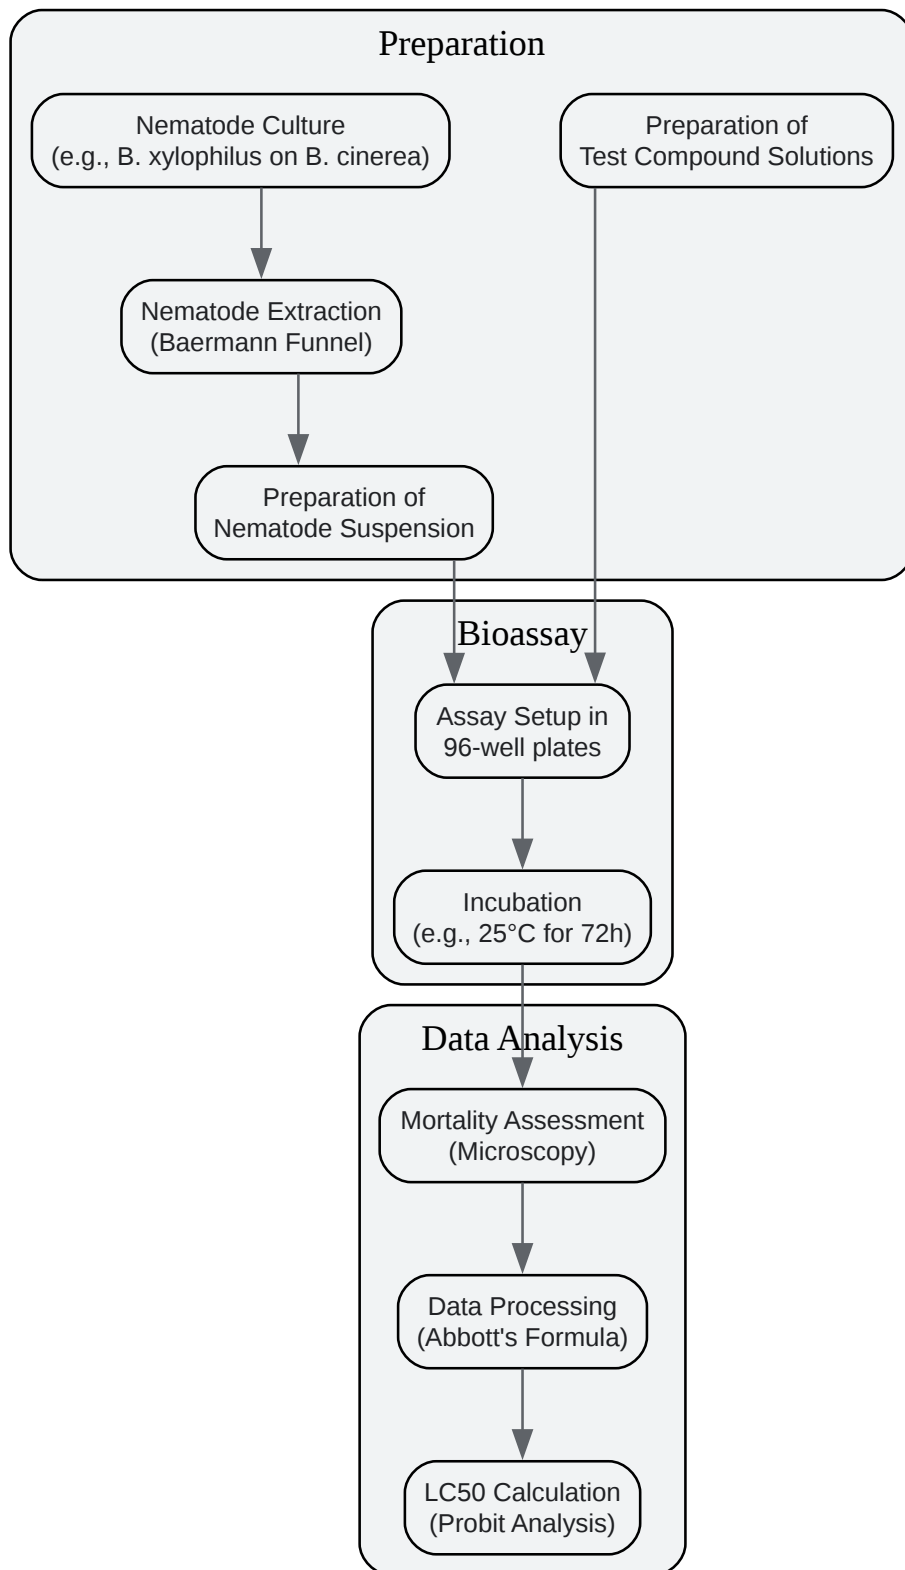 Preparation
Nematode Culture
(e.g., B. xylophilus on B. cinerea)
Preparation of
Test Compound Solutions
Nematode Extraction
(Baermann Funnel)
Preparation of
Nematode Suspension
Bioassay
Assay Setup in
96-well plates
Incubation
(e.g., 25°C for 72h)
Data Analysis
Mortality Assessment
(Microscopy)
Data Processing
(Abbott's Formula)
LC50 Calculation
(Probit Analysis)